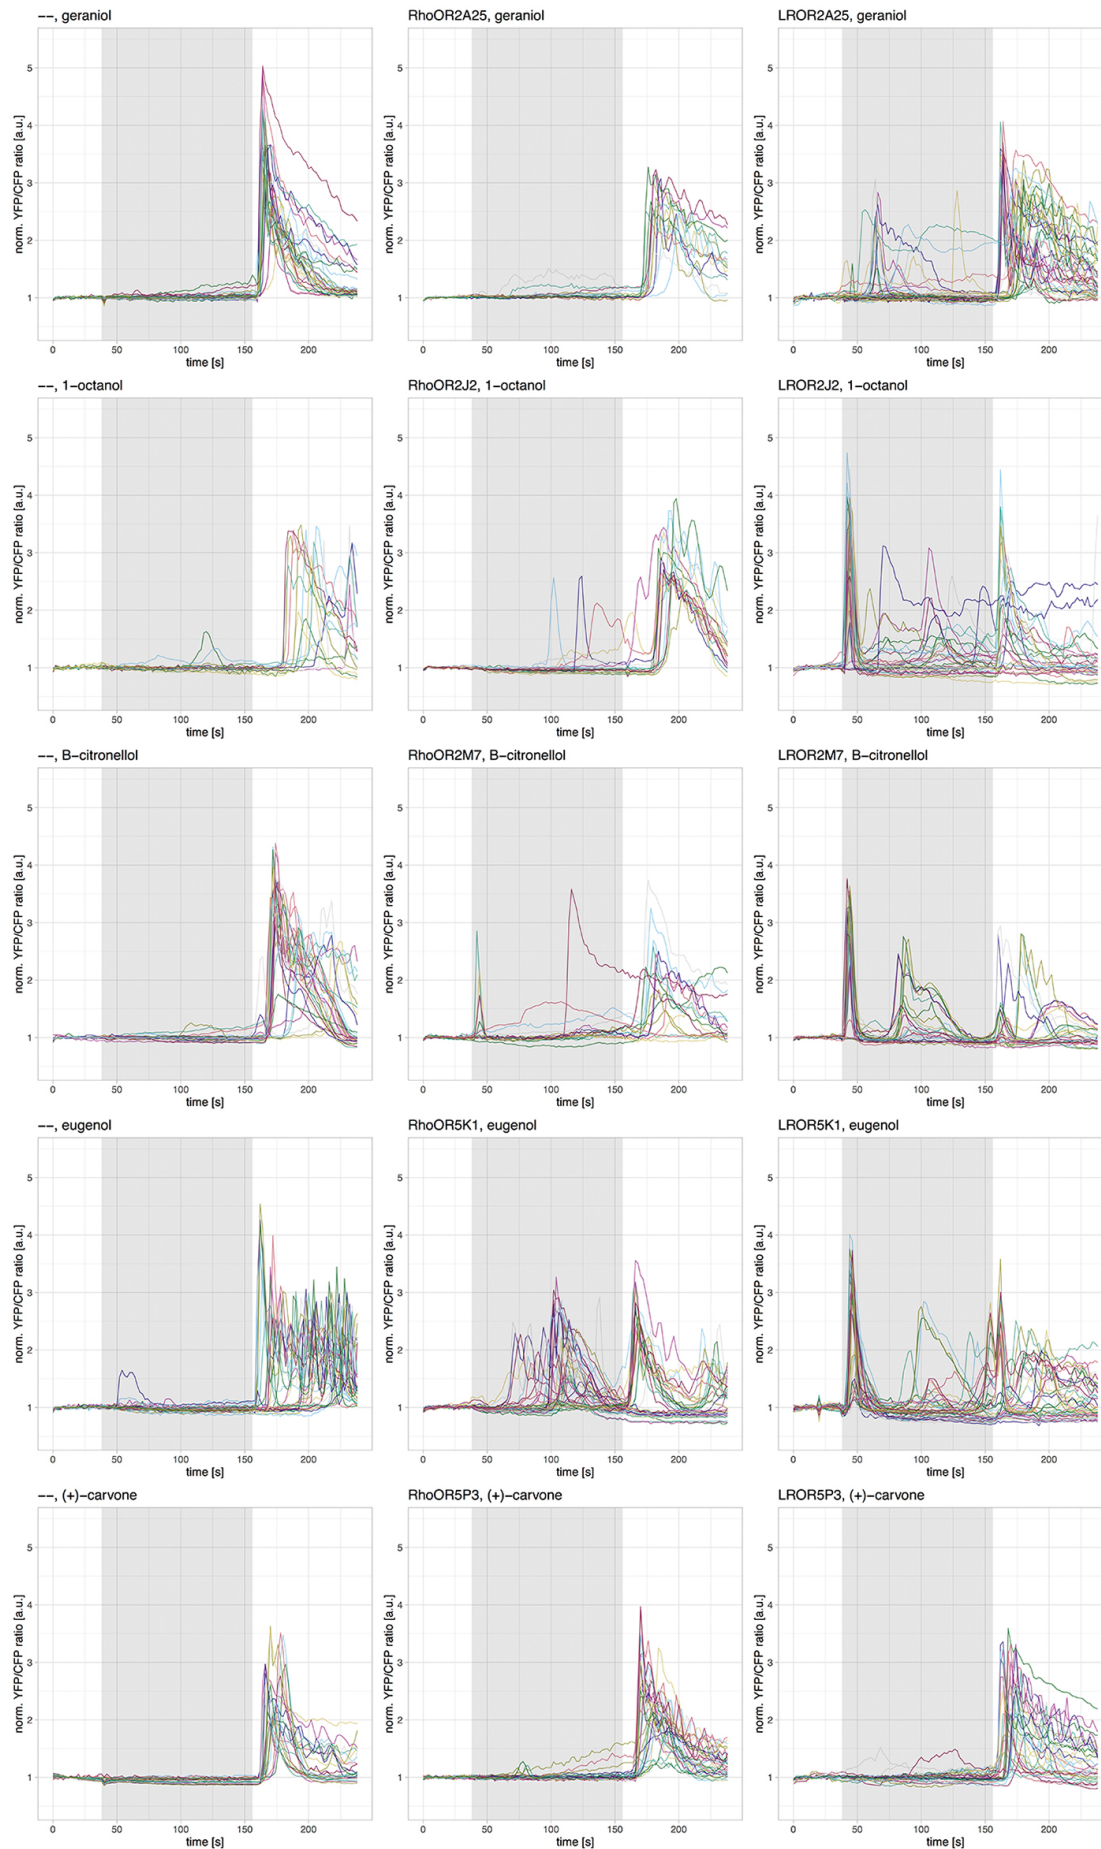 −−, geraniol
RhoOR2A25, geraniol
LROR2A25, geraniol
norm. YFP/CFP ratio [a.u.]
5
4
3
2
1
0 50 100 150 200
time [s]
norm. YFP/CFP ratio [a.u.]
5
4
3
2
1
0 50 100 150 200
time [s]
norm. YFP/CFP ratio [a.u.]
5
4
3
2
1
0 50 100 150 200
time [s]
−−, 1−octanol
RhoOR2J2, 1−octanol
LROR2J2, 1−octanol
norm. YFP/CFP ratio [a.u.]
5
4
3
2
1
0 50 100 150 200
time [s]
norm. YFP/CFP ratio [a.u.]
5
4
3
2
1
0 50 100 150 200
time [s]
norm. YFP/CFP ratio [a.u.]
5
4
3
2
1
0 50 100 150 200
time [s]
−−, B−citronellol
RhoOR2M7, B−citronellol
LROR2M7, B−citronellol
norm. YFP/CFP ratio [a.u.]
5
4
3
2
1
0 50 100 150 200
time [s]
norm. YFP/CFP ratio [a.u.]
5
4
3
2
1
0 50 100 150 200
time [s]
norm. YFP/CFP ratio [a.u.]
5
4
3
2
1
0 50 100 150 200
time [s]
−−, eugenol
RhoOR5K1, eugenol
LROR5K1, eugenol
norm. YFP/CFP ratio [a.u.]
5
4
3
2
1
0 50 100 150 200
time [s]
norm. YFP/CFP ratio [a.u.]
5
4
3
2
1
0 50 100 150 200
time [s]
norm. YFP/CFP ratio [a.u.]
5
4
3
2
1
0 50 100 150 200
time [s]
−−, (+)−carvone
RhoOR5P3, (+)−carvone
LROR5P3, (+)−carvone
norm. YFP/CFP ratio [a.u.]
5
4
3
2
1
0 50 100 150 200
time [s]
norm. YFP/CFP ratio [a.u.]
5
4
3
2
1
0 50 100 150 200
time [s]
norm. YFP/CFP ratio [a.u.]
5
4
3
2
1
0 50 100 150 200
time [s]